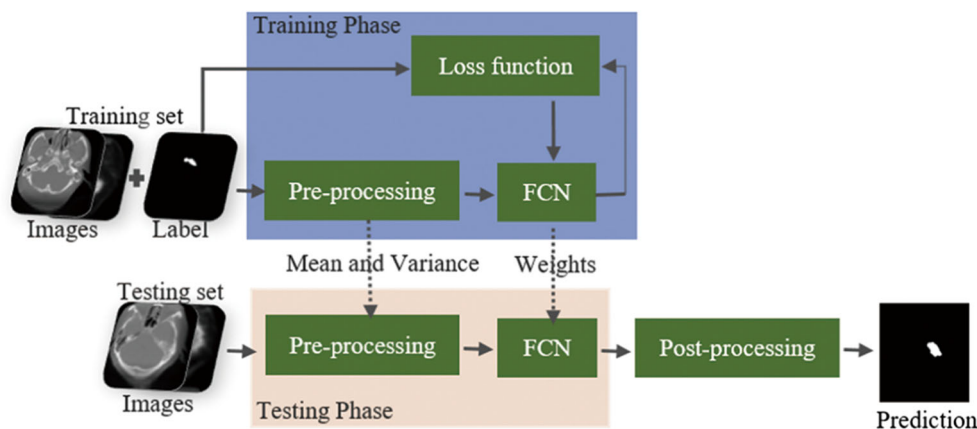 Training Phase
Loss function
Training set
Pre-processing
FCN
Images
Label
Mean and Variance
Weights
Testing set
Pre-processing
FCN
Post-processing
Images
Testing Phase
Prediction